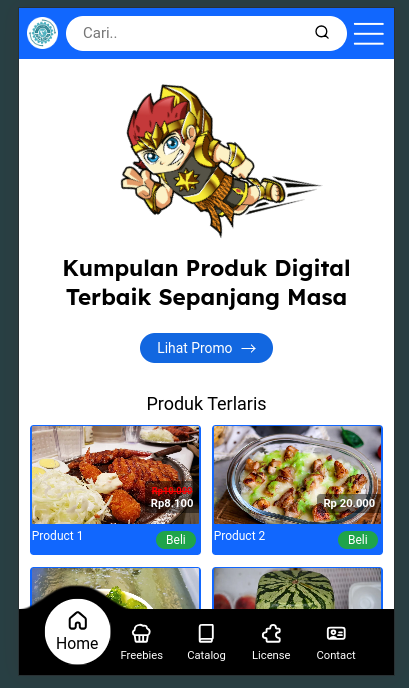 Cari..
Kumpulan Produk Digital
Terbaik Sepanjang Masa
Lihat Promo
Produk Terlaris
Rp8.100
Product 1
Beli
Rp 20.000
Product 2
Beli
Home
Freebies
Catalog
License
Contact